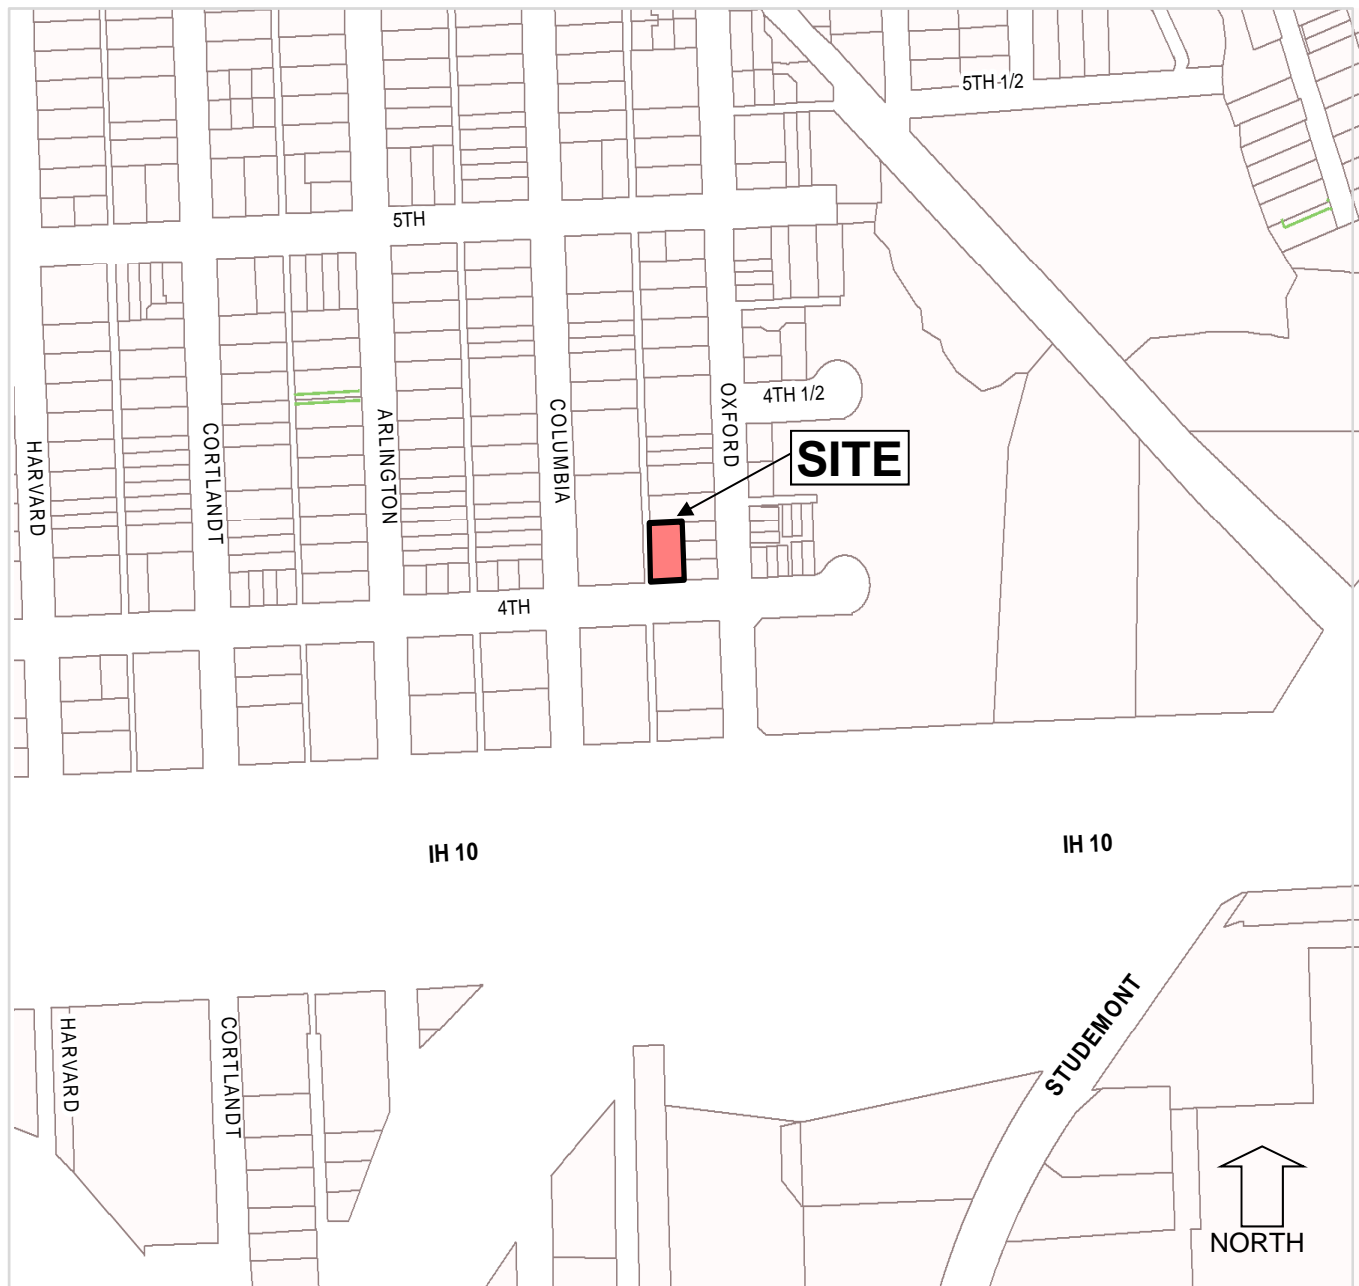 5TH 1/2
5TH
4TH 1/2
OXFORD
COLUMBIA
ARLINGTON
CORTLANDT
HARVARD
SITE
4TH
IH 10
IH 10
STUDEMONT
HARVARD
CORTLANDT
NORTH